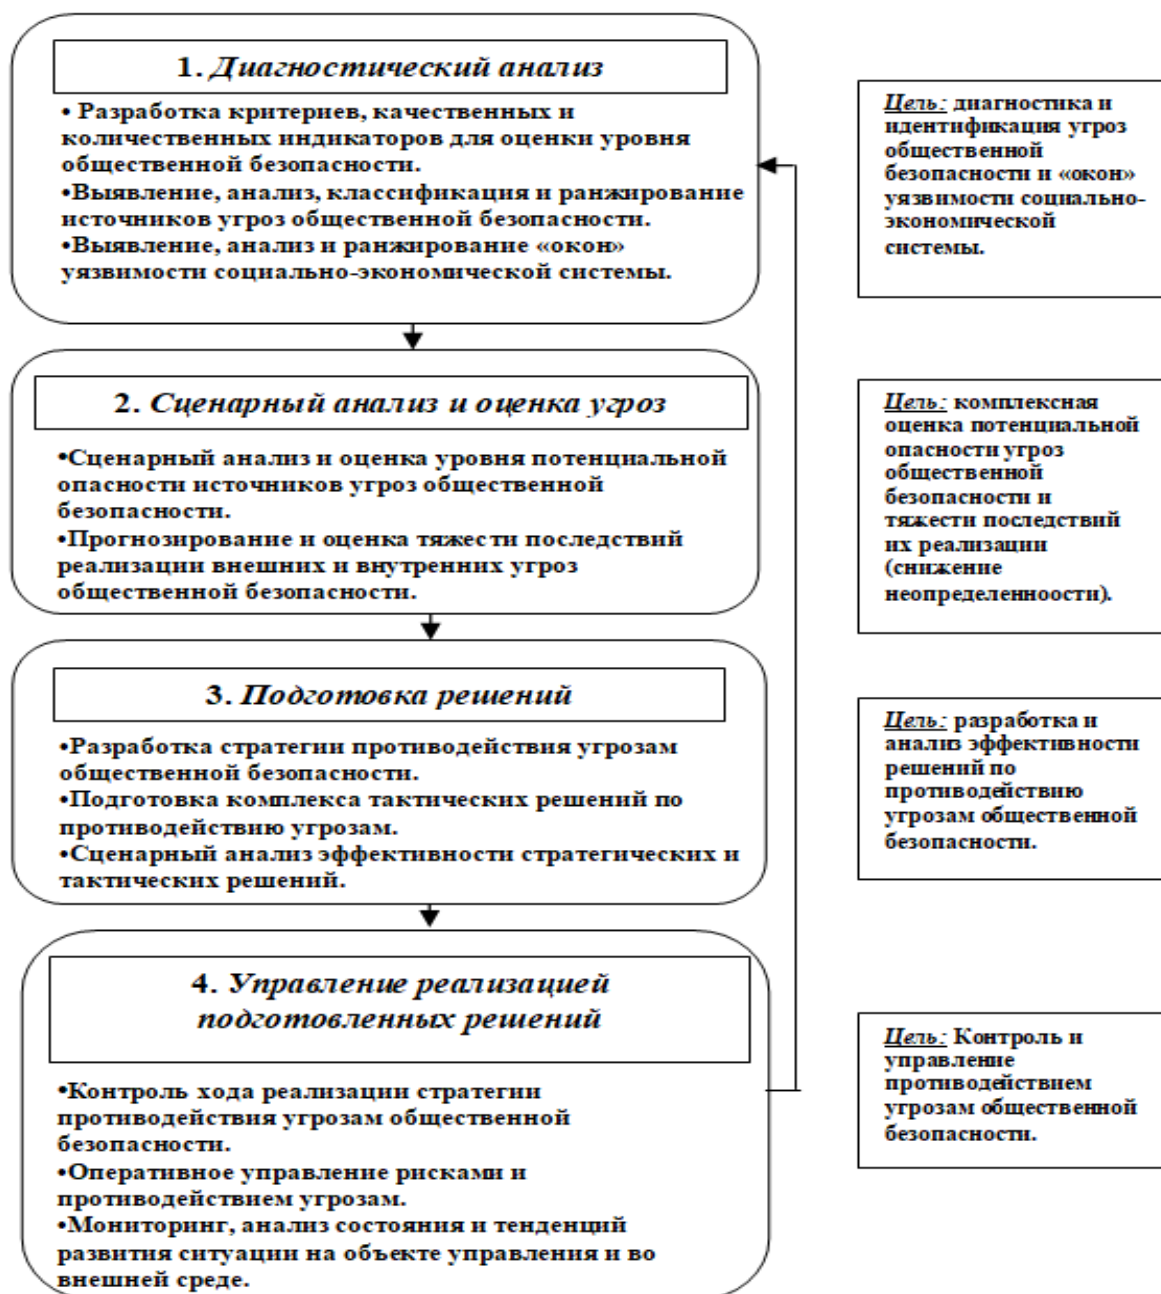 1. Диагностический анализ
• Разработка критериев, качественных и
количественных индикаторов для оценки уровня
общественной безопасности.
•Выявление, анализ, классификация и ранжирование
источников угроз общественной безопасности.
•Выявление, анализ и ранжирование «окон»
уязвимости социально-экономической системы.
Цель: диагностика и
идентификация угроз
общественной
безопасности и «окон»
уязвимости социально-
экономической
системы.
2. Сценарный анализ и оценка угроз
•Сценарный анализ и оценка уровня потенциальной
опасности источников угроз общественной
безопасности.
•Прогнозирование и оценка тяжести последствий
реализации внешних и внутренних угроз
общественной безопасности.
Цель: комплексная
оценка потенциальной
опасности угроз
общественной
безопасности и
тяжести последствий
их реализации
(снижение
неопределенноости).
3. Подготовка решений
•Разработка стратегии противодействия угрозам
общественной безопасности.
•Подготовка комплекса тактических решений по
противодействию угрозам.
•Сценарный анализ эффективности стратегических и
тактических решений.
Цель: разработка и
анализ эффективности
решений по
противодействию
угрозам общественной
безопасности.
4. Управление реализацией
подготовленных решений
•Контроль хода реализации стратегии
противодействия угрозам общественной
безопасности.
•Оперативное управление рисками и
противодействием угрозам.
•Мониторинг, анализ состояния и тенденций
развития ситуации на объекте управления и во
внешней среде.
Цель: Контроль и
управление
противодействием
угрозам общественной
безопасности.